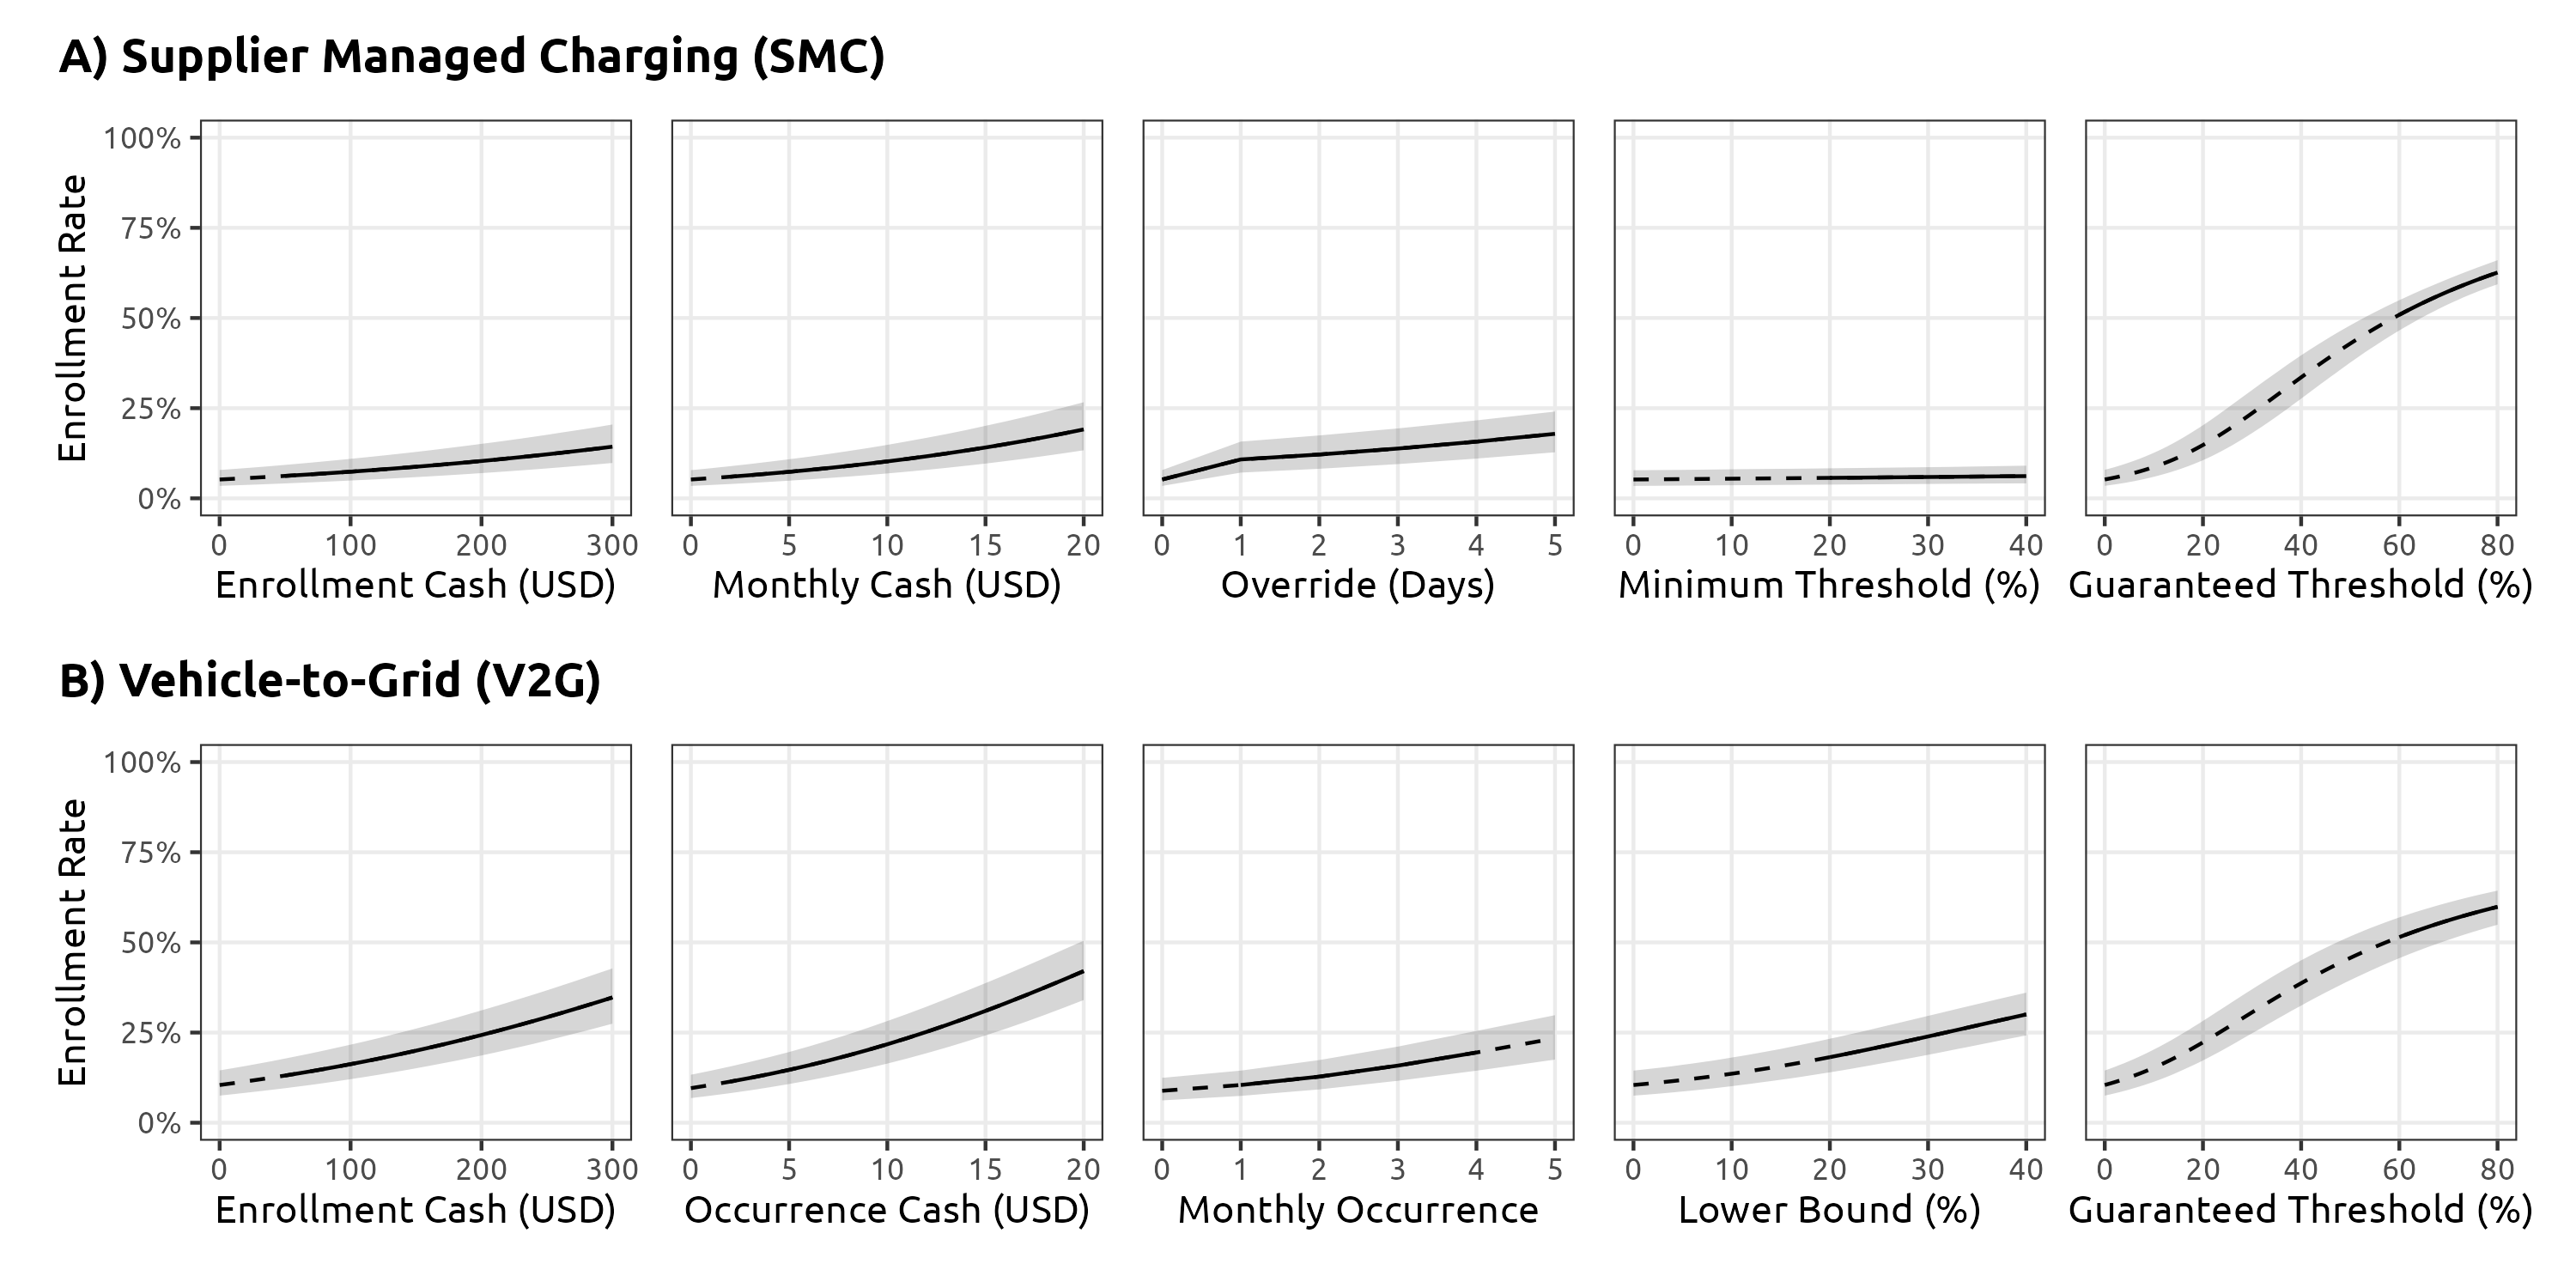 A) Supplier Managed Charging (SMC)
Enrollment Rate
100%
75%
50%
25%
0%
0 100 200 300
Enrollment Cash (USD)
0 5 10 15 20
Monthly Cash (USD)
0 1 2 3 4 5
Override (Days)
0 10 20 30 40
Minimum Threshold (%)
0 20 40 60 80
Guaranteed Threshold (%)
B) Vehicle-to-Grid (V2G)
Enrollment Rate
100%
75%
50%
25%
0%
0 100 200 300
Enrollment Cash (USD)
0 5 10 15 20
Occurrence Cash (USD)
0 1 2 3 4 5
Monthly Occurrence
0 10 20 30 40
Lower Bound (%)
0 20 40 60 80
Guaranteed Threshold (%)